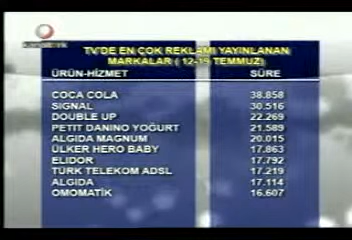 TV'DE EN ÇOK REKLAMI YAYINLANAN
MARKALAR ( 12-19 TEMMUZ)
ÜRÜN-HİZMET SÜRE
COCA COLA 38.858
SIGNAL 30.516
DOUBLE UP 22.269
PETIT DANINO YOĞURT 21.589
ALGIDA MAGNUM 20.015
ÜLKER HERO BABY 17.863
ELIDOR 17.792
TÜRK TELEKOM ADSL 17.219
ALGIDA 17.114
OMOMATİK 16.607